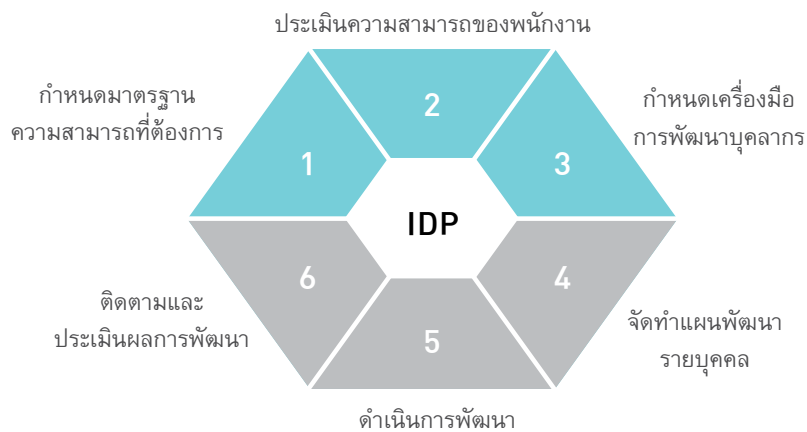 ประเมินความสามารถของพนักงาน
กำหนดมาตรฐาน
ความสามารถที่ต้องการ
1
2
3
กำหนดเครื่องมือ
การพัฒนาบุคลากร
IDP
ติดตามและ
ประเมินผลการพัฒนา
6
5
4
จัดทำแผนพัฒนา
รายบุคคล
ดำเนินการพัฒนา